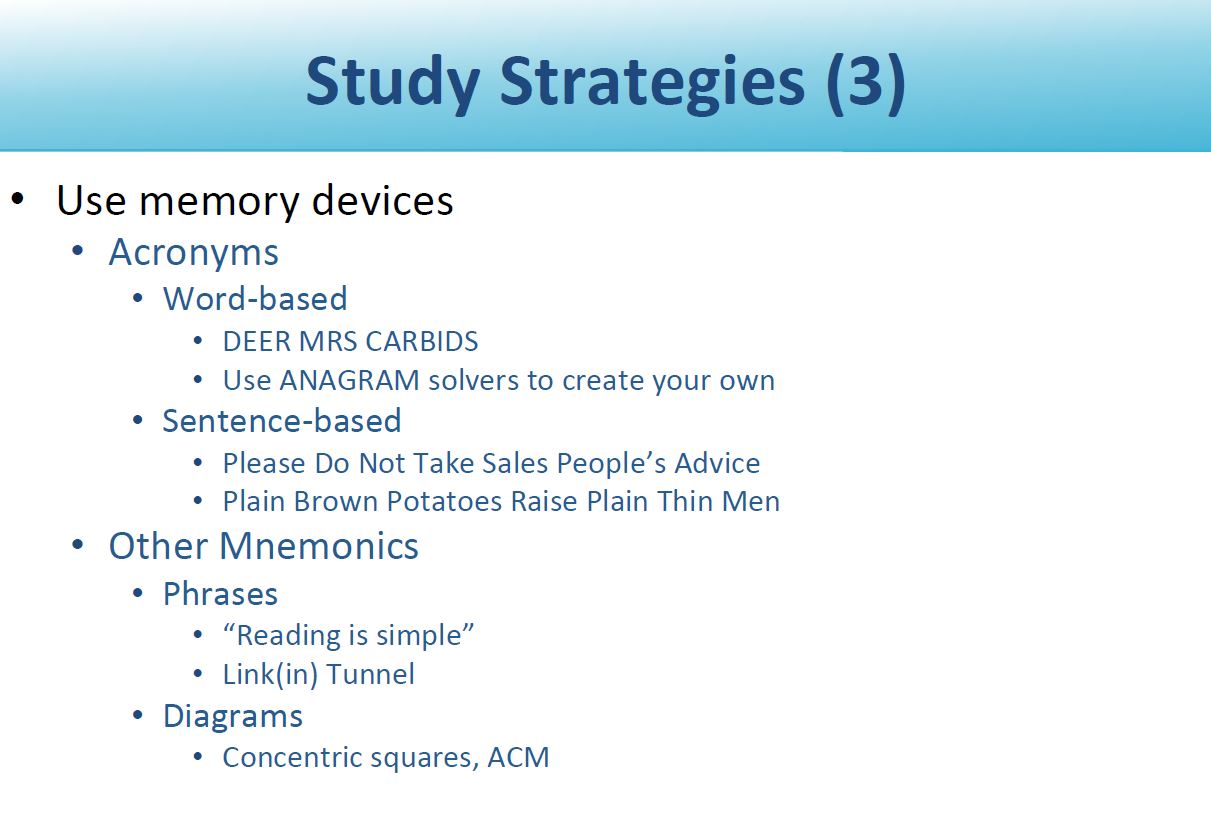 Study Strategies (3)
• Use memory devices
• Acronyms
• Word-based
• DEER MRS CARBIDS
• Use ANAGRAM solvers to create your own
• Sentence-based
• Please Do Not Take Sales People’s Advice
• Plain Brown Potatoes Raise Plain Thin Men
• Other Mnemonics
• Phrases
• “Reading is simple”
• Link(in) Tunnel
• Diagrams
• Concentric squares, ACM